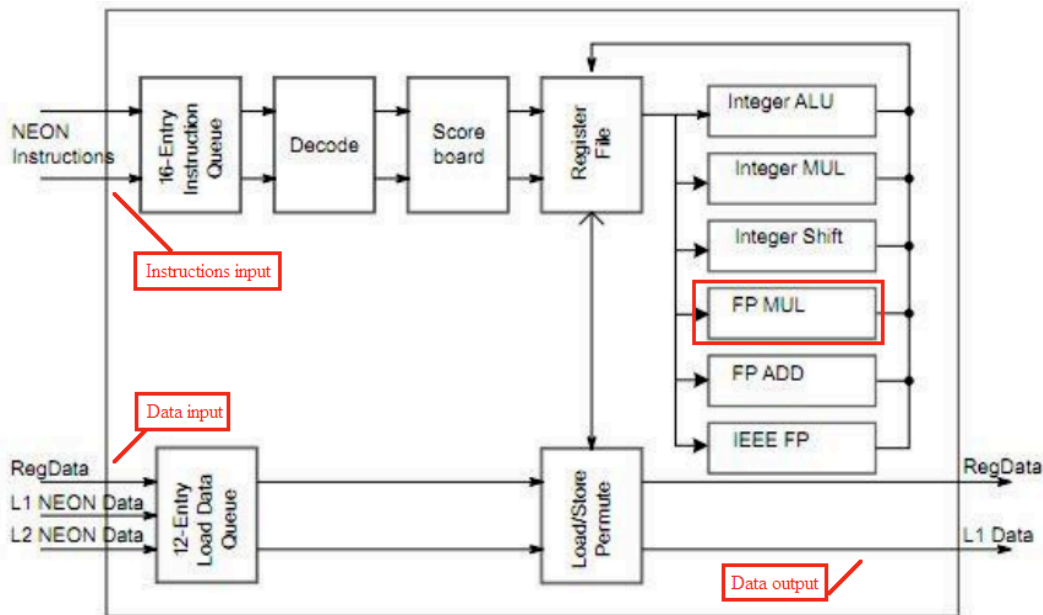 NEON
Instructions
16-Entry
Instruction
Queue
Decode
Score
board
Register
File
Integer ALU
Integer MUL
Integer Shift
FP MUL
FP ADD
IEEE FP
Instructions input
Data input
RegData
L1 NEON Data
L2 NEON Data
12-Entry
Load Data
Queue
Load/Store
Permute
RegData
L1 Data
Data output